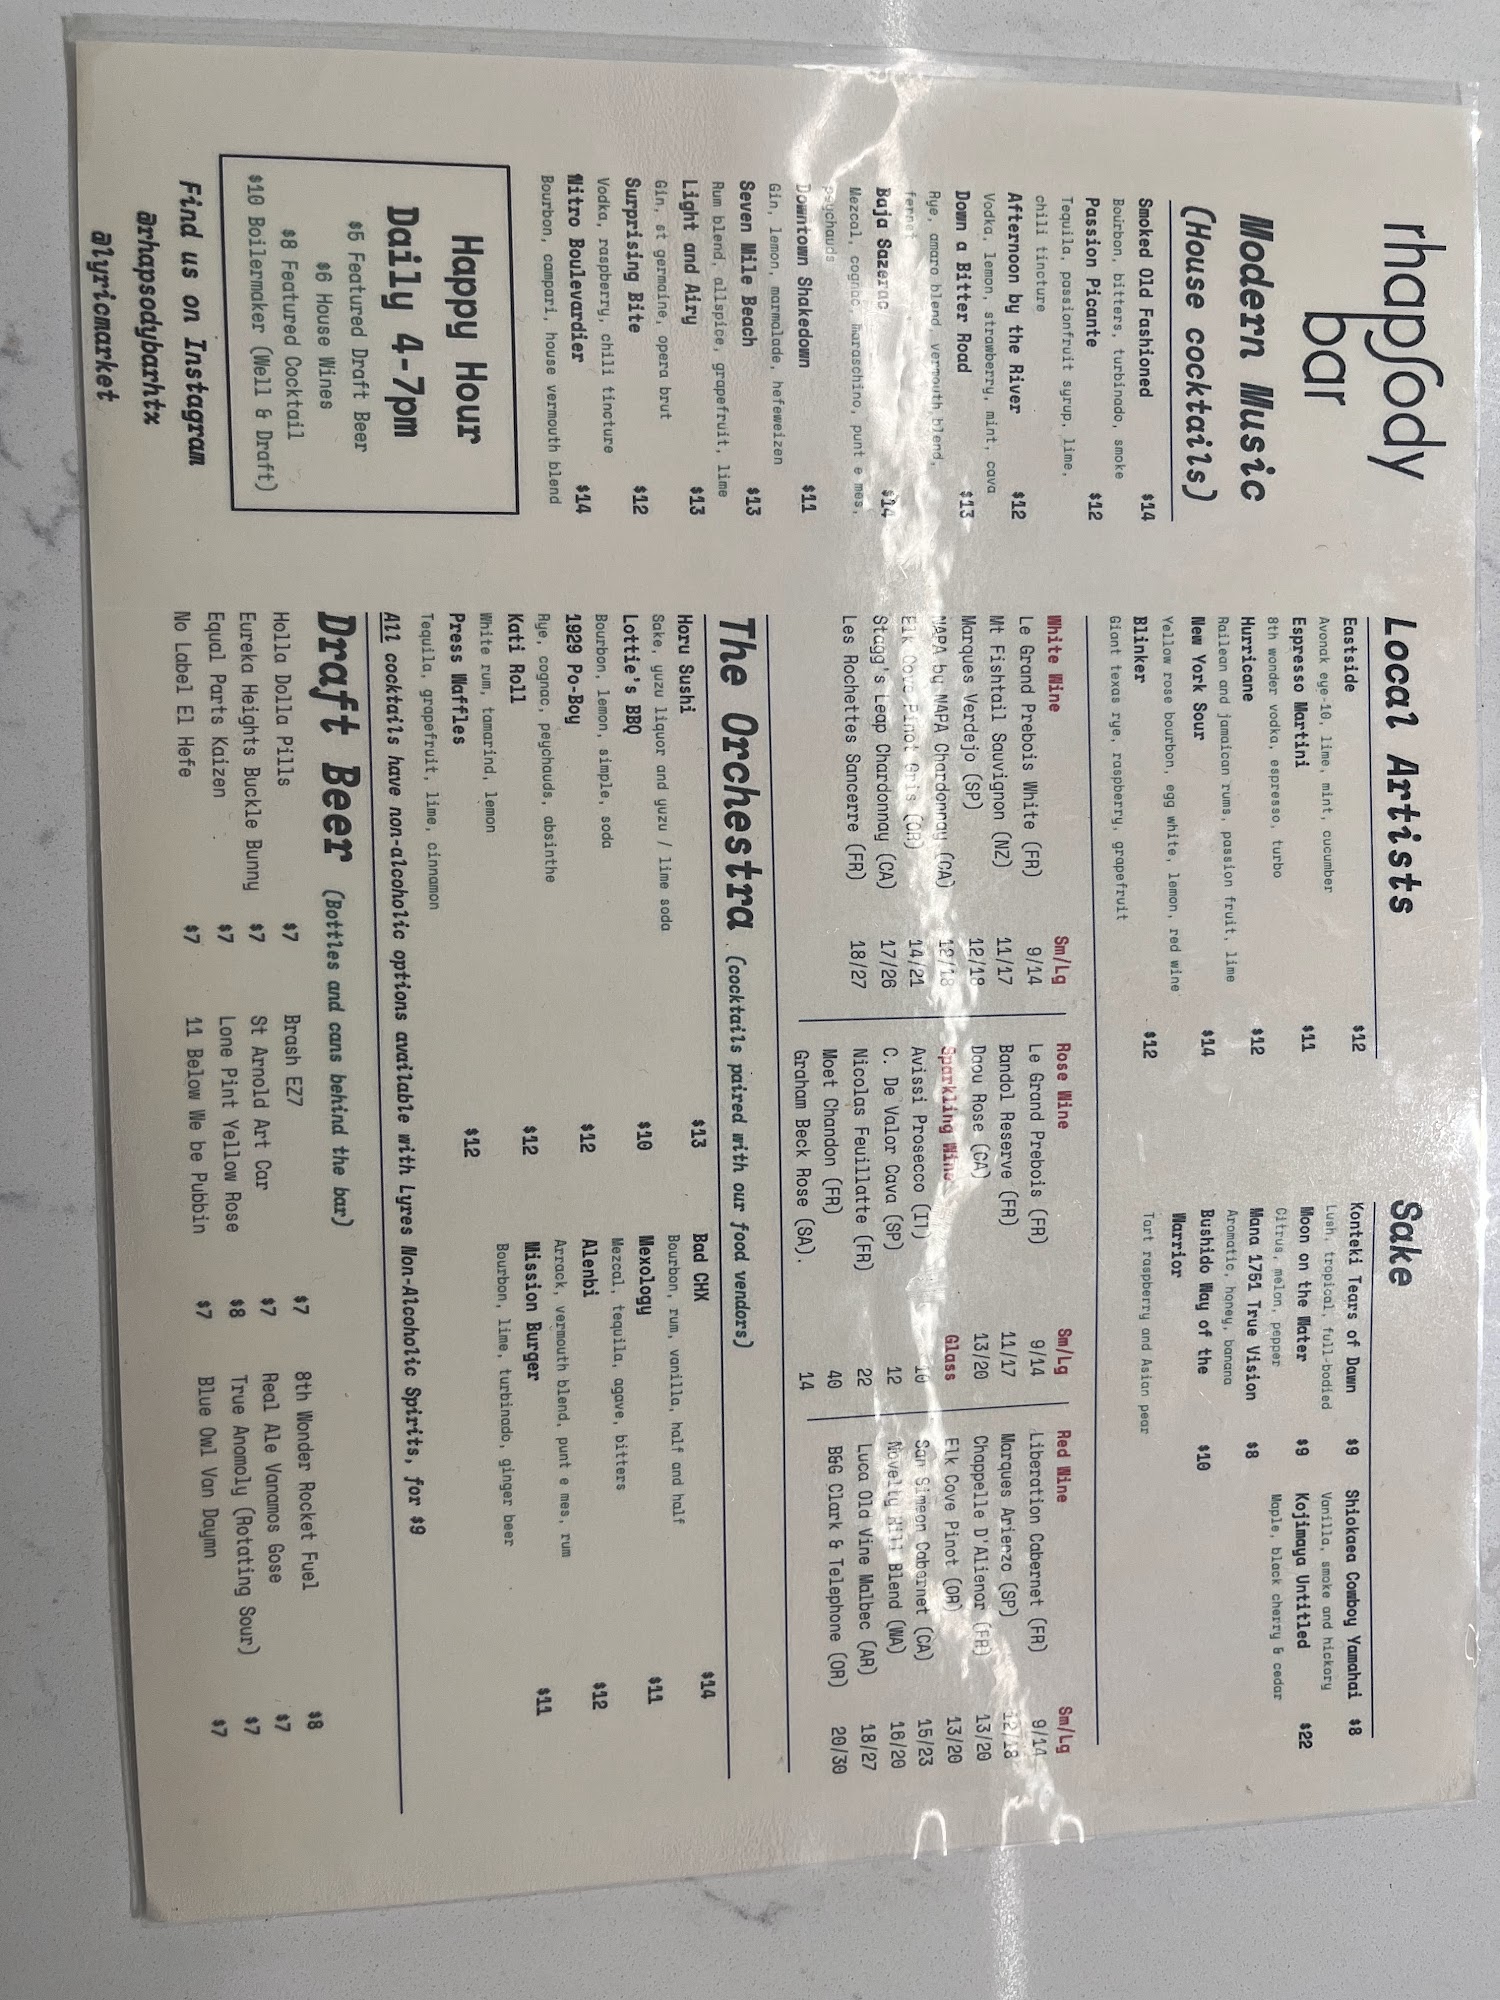 rhapsody
bar
Modern Music
(House cocktails)
Smoked Old Fashioned $14
Bourbon, bitters, turbinado, smoke
Passion Picante $12
Tequila, passionfruit syrup, lime,
chili tincture
Afternoon by the River $12
Vodka, lemon, strawberry, mint, cava
Down a Bitter Road $13
Rye, amaro blend, vermouth blend,
fernet
Baja Sazerac $14
Mezcal, cognac, maraschino, punt e mes,
peychauds
Downtown Shakedown $11
Gin, lemon, marmalade, hefeweizen
Seven Mile Beach $13
Rum blend, allspice, grapefruit, lime
Light and Airy $13
Gin, st germaine, opera brut
Surprising Bite $12
Vodka, raspberry, chili tincture
Nitro Boulevardier $14
Bourbon, campari, house vermouth blend
Happy Hour
Daily 4-7pm
$5 Featured Draft Beer
$6 House Wines
$8 Featured Cocktail
$10 Boilermaker (Well & Draft)
Find us on Instagram
@rhapsodybarhtx
@lyricmarket
Local Artists
Eastside $12
Avonak eye-10, lime, mint, cucumber
Espresso Martini $11
8th wonder vodka, espresso, turbo
Hurricane $12
Railean and jamaican rums, passion fruit, lime
New York Sour $14
Yellow rose bourbon, egg white, lemon, red wine
Blinker $12
Giant texas rye, raspberry, grapefruit
Sake
Konteki Tears of Dawn $9
Lush, tropical, full-bodied
Moon on the Water $9
Citrus, melon, pepper
Mana 1751 True Vision $8
Aromatic, honey, banana
Bushido Way of the $10
Warrior
Tart raspberry and Asian pear
Shiokaea Cowboy Yamahai $8
Vanilla, smoke and hickory
Kojimaya Untitled $22
Maple, black cherry & cedar
White Wine Sm/Lg
Le Grand Prebois White (FR) 9/14
Mt Fishtail Sauvignon (NZ) 11/17
Marques Verdejo (SP) 12/18
NAPA by NAPA Chardonnay (CA) 12/18
Elk Cove Pinot Gris (OR) 14/21
Stagg's Leap Chardonnay (CA) 17/26
Les Rochettes Sancerre (FR) 18/27
Rose Wine Sm/Lg
Le Grand Prebois (FR) 9/14
Bandol Reserve (FR) 11/17
Daou Rose (CA) 13/20
Sparkling Wine Glass
Avissi Prosecco (IT) 10
C. De Valor Cava (SP) 12
Nicolas Feuillatte (FR) 22
Moet Chandon (FR) 40
Graham Beck Rose (SA). 14
Red Wine Sm/Lg
Liberation Cabernet (FR) 9/14
Marques Arienzo (SP) 12/18
Chappelle D'Alienor (FR) 13/20
Elk Cove Pinot (OR) 13/20
San Simeon Cabernet (CA) 15/23
Novelty Hill Blend (WA) 16/20
Luca Old Vine Malbec (AR) 18/27
B&G Clark & Telephone (OR) 20/30
The Orchestra (cocktails paired with our food vendors)
Horu Sushi $13
Sake, yuzu liquor and yuzu / lime soda
Lottie's BBQ $10
Bourbon, lemon, simple, soda
1929 Po-Boy $12
Rye, cognac, peychauds, absinthe
Kati Roll $12
White rum, tamarind, lemon
Press Waffles $12
Tequila, grapefruit, lime, cinnamon
Bad CHX $14
Bourbon, rum, vanilla, half and half
Mexology $11
Mezcal, tequila, agave, bitters
Alenbi $12
Arrack, vermouth blend, punt e mes, rum
Mission Burger $11
Bourbon, lime, turbinado, ginger beer
All cocktails have non-alcoholic options available with Lyres Non-Alcoholic Spirits, for $9
Draft Beer (Bottles and cans behind the bar)
Holla Dolla Pills $7
Eureka Heights Buckle Bunny $7
Equal Parts Kaizen $7
No Label El Hefe $7
Brash EZ7 $7
St Arnold Art Car $7
Lone Pint Yellow Rose $8
11 Below We be Pubbin $7
8th Wonder Rocket Fuel $8
Real Ale Vanamos Gose $7
True Anomoly (Rotating Sour) $7
Blue Owl Van Daymn $7